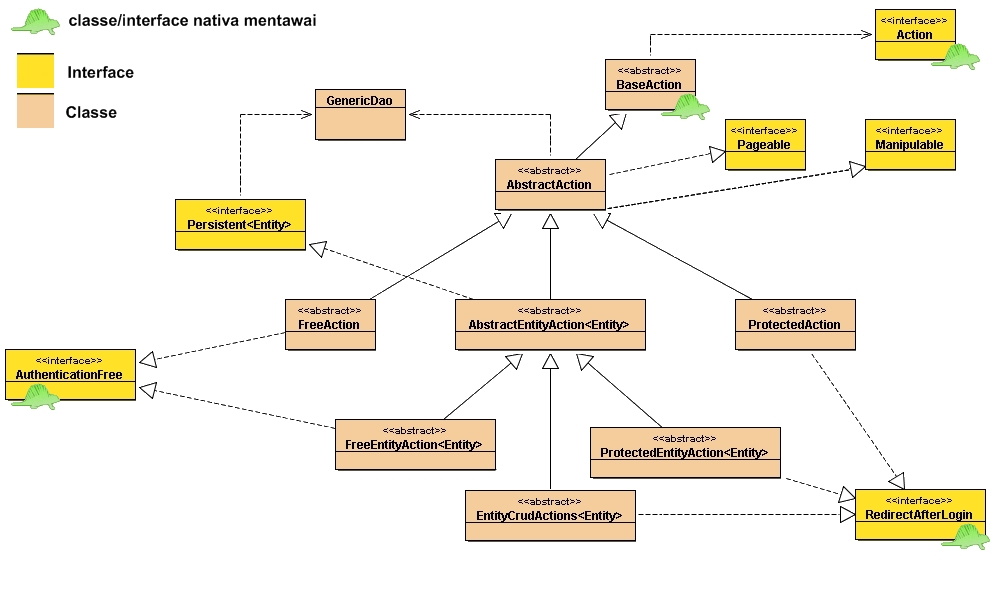 classe/interface nativa mentawai
Interface
Classe
<<interface>>
Action
<<abstract>>
BaseAction
GenericDao
<<interface>>
Pageable
<<interface>>
Manipulable
<<abstract>>
AbstractAction
<<interface>>
Persistent<Entity>
<<abstract>>
FreeAction
<<abstract>>
AbstractEntityAction<Entity>
<<abstract>>
ProtectedAction
<<interface>>
AuthenticationFree
<<abstract>>
FreeEntityAction<Entity>
<<abstract>>
ProtectedEntityAction<Entity>
<<abstract>>
EntityCrudActions<Entity>
<<interface>>
RedirectAfterLogin